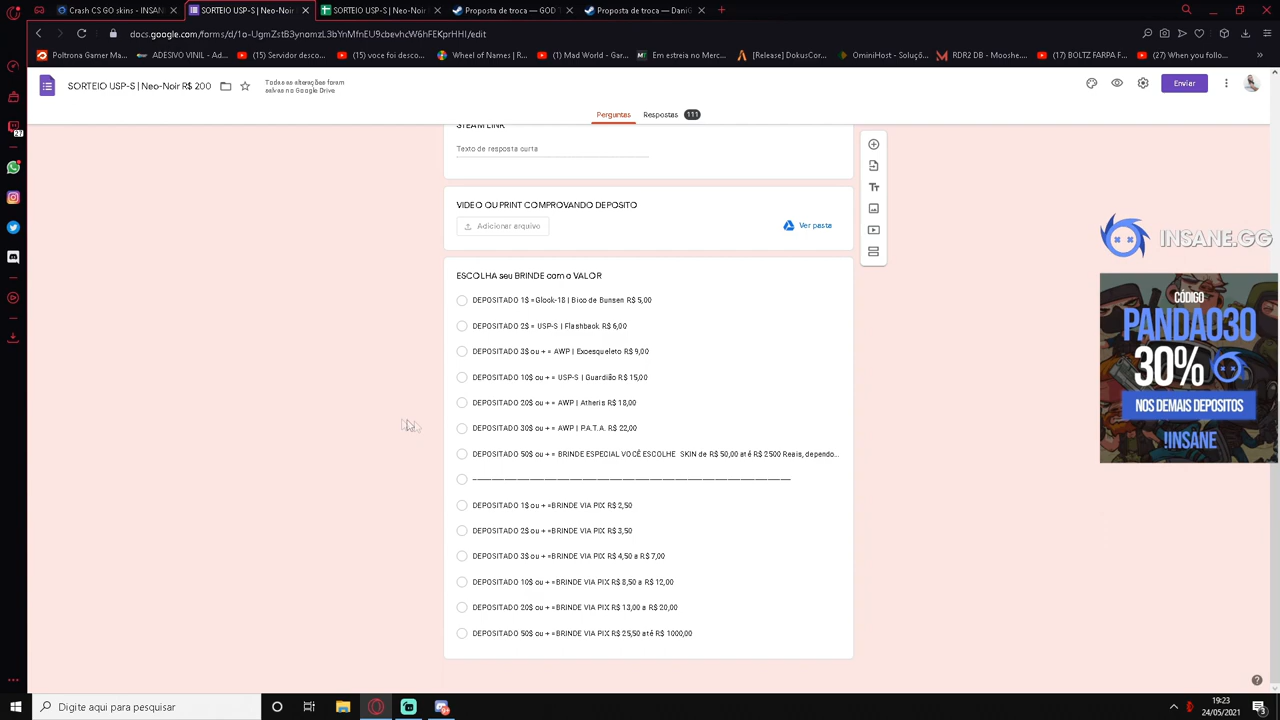 Crash CS GO skins - INSAN
SORTEIO USP-S | Neo-Noir
SORTEIO USP-S | Neo-Noir R
Proposta de troca — GOD T
Proposta de troca — DaniG
docs.google.com/forms/d/1o-UgmZstB3ynqmzL3bYnMfnEU9cbevhcW6hFEKprHHI/edit
Poltrona Gamer Ma...
ADESIVO VINIL - Ad...
(15) Servidor desco...
(15) voce foi desco...
Wheel of Names | R...
(1) Mad World - Gar...
Em estreia no Merc...
[Release] DokusCor...
OminiHost - Soluçõ...
RDR2 DB - Mooshe...
(17) BOLTZ FARPA F...
(27) When you follo...
SORTEIO USP-S | Neo-Noir R$ 200
Todas as alterações foram
salvas no Google Drive
Enviar
Perguntas
Respostas 111
27
STEAM LINK
Texto de resposta curta
VIDEO OU PRINT COMPROVANDO DEPOSITO
Adicionar arquivo
Ver pasta
ESCOLHA seu BRINDE com o VALOR
DEPOSITADO 1$ =Glock-18 | Bico de Bunsen R$ 5,00
DEPOSITADO 2$ = USP-S | Flashback R$ 6,00
DEPOSITADO 3$ ou + = AWP | Exoesqueleto R$ 9,00
DEPOSITADO 10$ ou + = USP-S | Guardião R$ 15,00
DEPOSITADO 20$ ou + = AWP | Atheris R$ 18,00
DEPOSITADO 30$ ou + = AWP | P.A.T.A. R$ 22,00
DEPOSITADO 50$ ou + = BRINDE ESPECIAL VOCÊ ESCOLHE SKIN de R$ 50,00 até R$ 2500 Reais, dependo...
DEPOSITADO 1$ ou + =BRINDE VIA PIX R$ 2,50
DEPOSITADO 2$ ou + =BRINDE VIA PIX R$ 3,50
DEPOSITADO 3$ ou + =BRINDE VIA PIX R$ 4,50 a R$ 7,00
DEPOSITADO 10$ ou + =BRINDE VIA PIX R$ 8,50 a R$ 12,00
DEPOSITADO 20$ ou + =BRINDE VIA PIX R$ 13,00 a R$ 20,00
DEPOSITADO 50$ ou + =BRINDE VIA PIX R$ 25,50 até R$ 1000,00
INSANE.GG
CÓDIGO
PANDAO30
30%
NOS DEMAIS DEPOSITOS
!INSANE
Digite aqui para pesquisar
19:23
24/05/2021
3